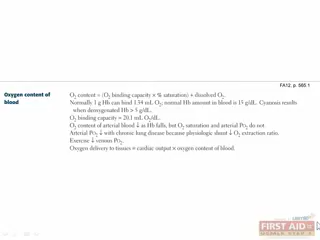 FA12, p. 565.1
Oxygen content of
blood
O2 content = (O2 binding capacity × % saturation) + dissolved O2.
Normally 1 g Hb can bind 1.34 mL O2; normal Hb amount in blood is 15 g/dL. Cyanosis results
when deoxygenated Hb > 5 g/dL.
O2 binding capacity ≈ 20.1 mL O2/dL.
O2 content of arterial blood ↓ as Hb falls, but O2 saturation and arterial PO2 do not.
Arterial PO2 ↓ with chronic lung disease because physiologic shunt ↓ O2 extraction ratio.
Exercise ↓ venous PO2.
Oxygen delivery to tissues = cardiac output × oxygen content of blood.
FIRST AID